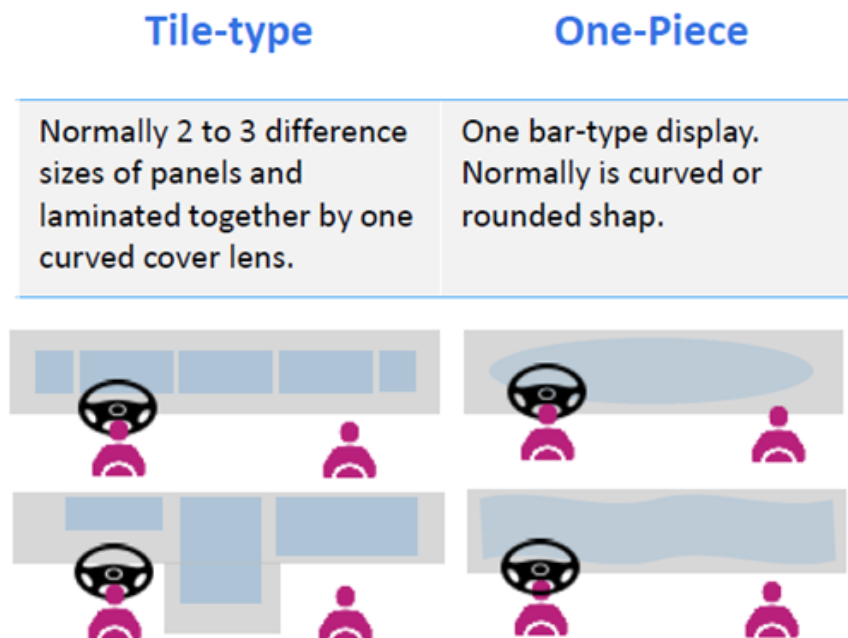 Tile-type
One-Piece
Normally 2 to 3 difference
sizes of panels and
laminated together by one
curved cover lens.
One bar-type display.
Normally is curved or
rounded shap.